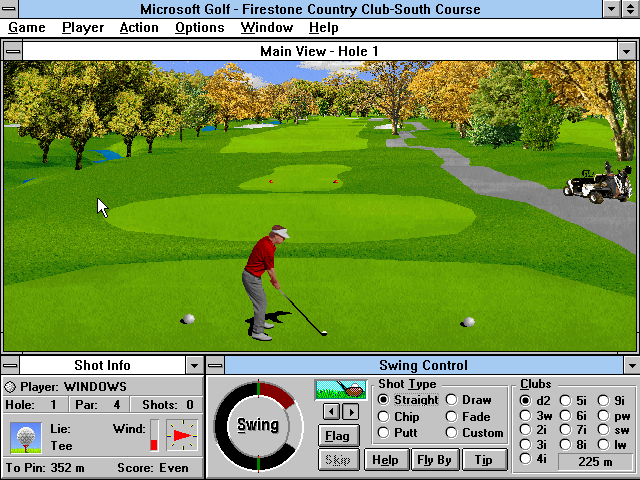 Microsoft Golf - Firestone Country Club-South Course
Game Player Action Options Window Help
Main View - Hole 1
Shot Info
Player: WINDOWS
Hole: 1 Par: 4 Shots: 0
Lie: Wind:
Tee
To Pin: 352 m Score: Even
Swing Control
Swing
Flag
Skip
Shot Type
Straight Draw
Chip Fade
Putt Custom
Help Fly By Tip
Clubs
d2 5i 9i
3w 6i pw
2i 7i sw
3i 8i lw
4i 225 m